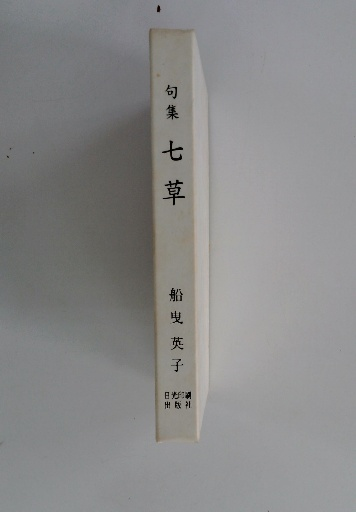 句集
七草
船曳英子
日光印刷
出版社